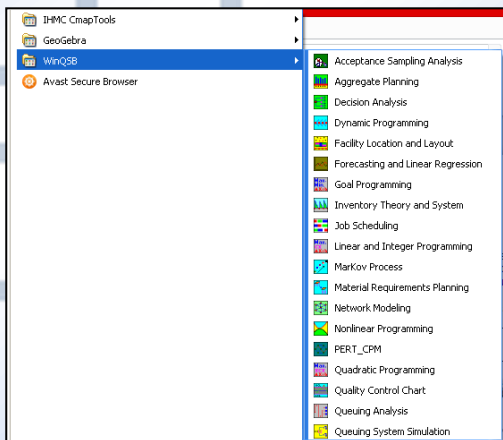 IHMC CmapTools
GeoGebra
WinQSB
Avast Secure Browser
Acceptance Sampling Analysis
Aggregate Planning
Decision Analysis
Dynamic Programming
Facility Location and Layout
Forecasting and Linear Regression
Goal Programming
Inventory Theory and System
Job Scheduling
Linear and Integer Programming
MarKov Process
Material Requirements Planning
Network Modeling
Nonlinear Programming
PERT_CPM
Quadratic Programming
Quality Control Chart
Queuing Analysis
Queuing System Simulation